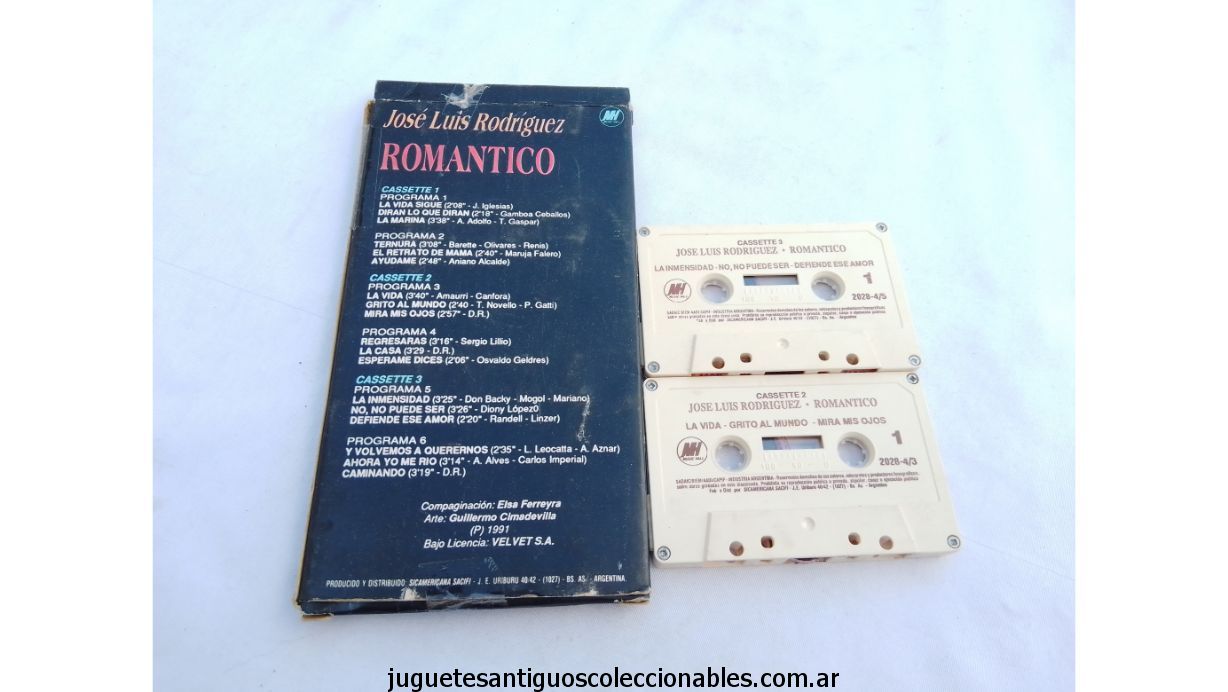 José Luis Rodríguez
MH
ROMANTICO
CASSETTE 1
PROGRAMA 1
LA VIDA SIGUE (2'08" - J. Iglesias)
DIRAN LO QUE DIRAN (2'18" - Gamboa Ceballos)
LA MARINA (3'38" - A. Adolfo - T. Gaspar)
PROGRAMA 2
TERNURA (3'08" - Barette - Olivares - Renis)
EL RETRATO DE MAMA (2'40" - Maruja Falero)
AYUDAME (2'48" - Aniano Alcalde)
CASSETTE 2
PROGRAMA 3
LA VIDA (3'40" - Amaurri - Canfora)
GRITO AL MUNDO (2'40 - T. Novello - P. Gatti)
MIRA MIS OJOS (2'57" - D.R.)
PROGRAMA 4
REGRESARAS (3'16" - Sergio Lillio)
LA CASA (3'29 - D.R.)
ESPERAME DICES (2'06" - Osvaldo Geldres)
CASSETTE 3
PROGRAMA 5
LA INMENSIDAD (3'25" - Don Backy - Mogol - Mariano)
NO, NO PUEDE SER (3'26" - Diony López0
DEFIENDE ESE AMOR (2'20" - Randell - Linzer)
PROGRAMA 6
Y VOLVEMOS A QUERERNOS (2'35" - L. Leocatta - A. Aznar)
AHORA YO ME RIO (3'14" - A. Alves - Carlos Imperial)
CAMINANDO (3'19" - D.R.)
Compaginación: Elsa Ferreyra
Arte: Guillermo Cimadevilla
(P) 1991
Bajo Licencia: VELVET S.A.
PRODUCIDO Y DISTRIBUIDO: SICAMERICANA SACIFI - J. E. URIBURU 40/42 - (1027) - BS. AS. - ARGENTINA.
CASSETTE 3
JOSE LUIS RODRIGUEZ - ROMANTICO
LA INMENSIDAD - NO, NO PUEDE SER - DEFIENDE ESE AMOR
MH
MUSIC HALL
1
2028-4/5
CASSETTE 2
JOSE LUIS RODRIGUEZ - ROMANTICO
LA VIDA - GRITO AL MUNDO - MIRA MIS OJOS
MH
MUSIC HALL
1
2028-4/3
juguetesantiguoscoleccionables.com.ar